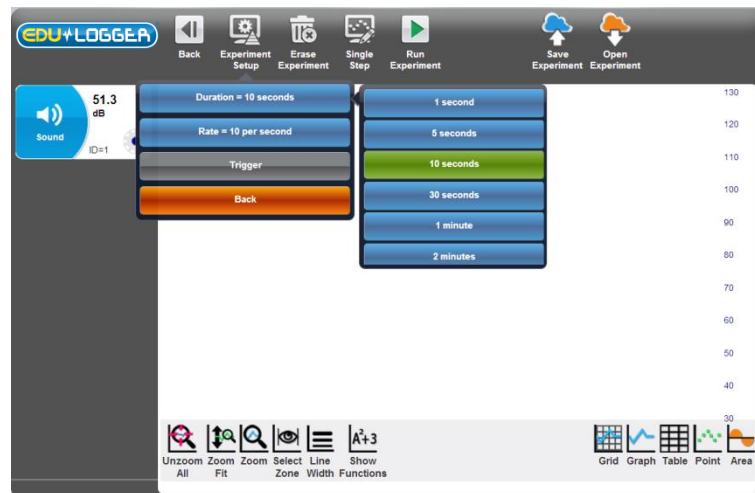 EDU LOGGER
Back
Experiment
Setup
Erase
Experiment
Single
Step
Run
Experiment
Save
Experiment
Open
Experiment
Sound
51.3
dB
ID=1
Duration = 10 seconds
Rate = 10 per second
Trigger
Back
1 second
5 seconds
10 seconds
30 seconds
1 minute
2 minutes
130
120
110
100
90
80
70
60
50
40
30
Unzoom
All
Zoom
Fit
Zoom
Select
Zone
Line
Width
A²+3
Show
Functions
Grid
Graph
Table
Point
Area